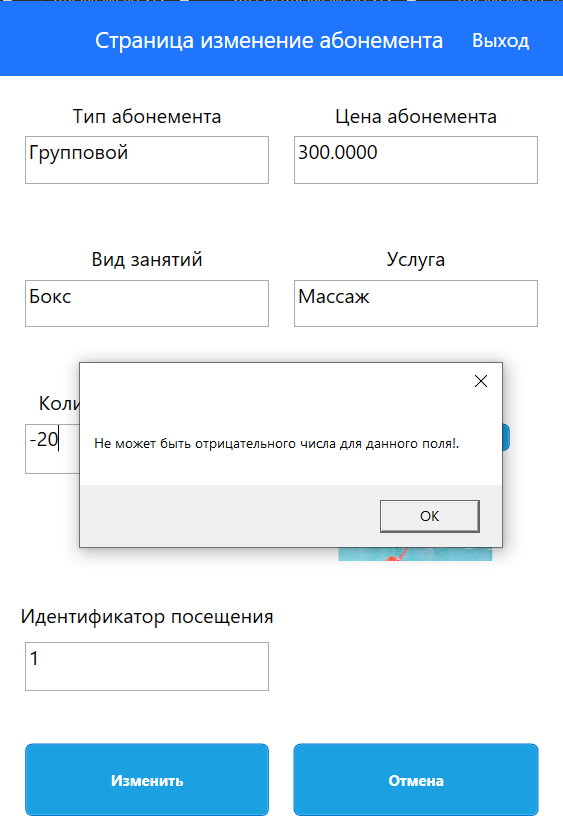 Страница изменение абонемента Выход
Тип абонемента Цена абонемента
Групповой 300.0000
Вид занятий Услуга
Бокс Массаж
-20
Не может быть отрицательного числа для данного поля!.
OK
Идентификатор посещения
1
Изменить Отмена